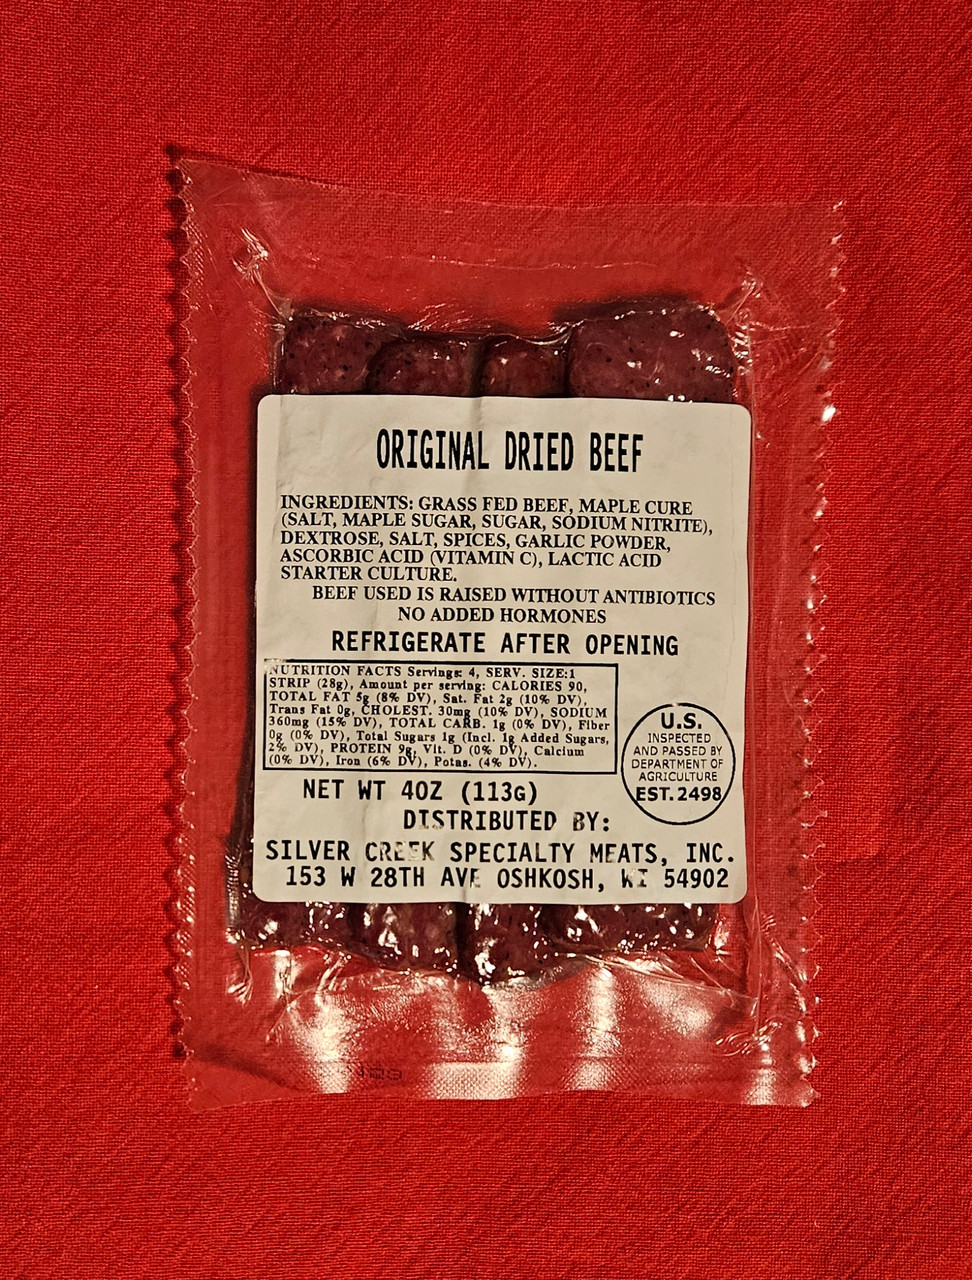 ORIGINAL DRIED BEEF
INGREDIENTS: GRASS FED BEEF, MAPLE CURE
(SALT, MAPLE SUGAR, SUGAR, SODIUM NITRITE),
DEXTROSE, SALT, SPICES, GARLIC POWDER,
ASCORBIC ACID (VITAMIN C), LACTIC ACID
STARTER CULTURE.
BEEF USED IS RAISED WITHOUT ANTIBIOTICS
NO ADDED HORMONES
REFRIGERATE AFTER OPENING
NUTRITION FACTS Servings: 4, SERV. SIZE:1
STRIP (28g), Amount per serving: CALORIES 90,
TOTAL FAT 5g (8% DV), Sat. Fat 2g (10% DV),
Trans Fat 0g, CHOLEST. 30mg (10% DV), SODIUM
360mg (15% DV), TOTAL CARB. 1g (0% DV), Fiber
0g (0% DV), Total Sugars 1g (Incl. 1g Added Sugars,
2% DV), PROTEIN 9g, Vit. D (0% DV), Calcium
(0% DV), Iron (6% DV), Potas. (4% DV).
U.S.
INSPECTED
AND PASSED BY
DEPARTMENT OF
AGRICULTURE
EST. 2498
NET WT 4OZ (113G)
DISTRIBUTED BY:
SILVER CREEK SPECIALTY MEATS, INC.
153 W 28TH AVE OSHKOSH, WI 54902